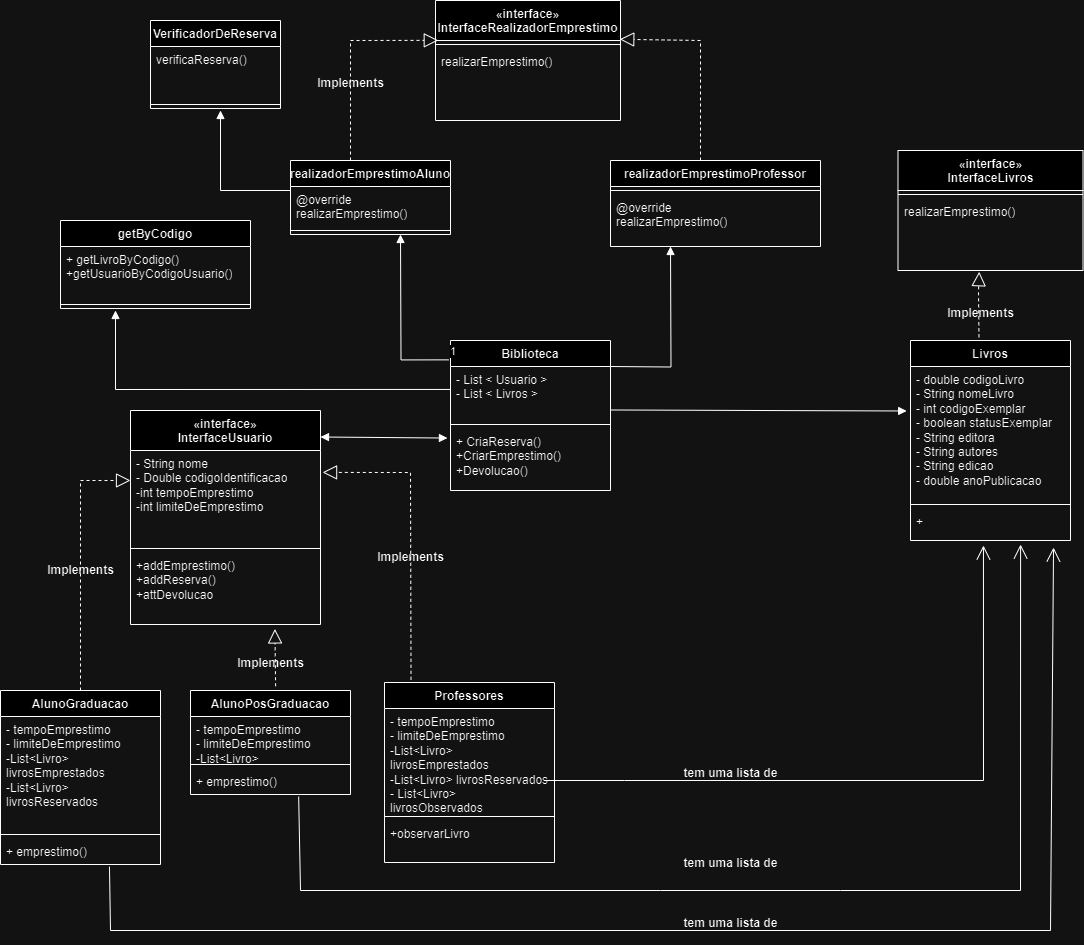 «interface»
InterfaceRealizadorEmprestimo
realizarEmprestimo()
VerificadorDeReserva
verificaReserva()
Implements
realizadorEmprestimoAluno
@override
realizarEmprestimo()
realizadorEmprestimoProfessor
@override
realizarEmprestimo()
«interface»
InterfaceLivros
realizarEmprestimo()
getByCodigo
+ getLivroByCodigo()
+getUsuarioByCodigoUsuario()
Implements
1
Biblioteca
- List < Usuario >
- List < Livros >
+ CriaReserva()
+CriarEmprestimo()
+Devolucao()
Livros
- double codigoLivro
- String nomeLivro
- int codigoExemplar
- boolean statusExemplar
- String editora
- String autores
- String edicao
- double anoPublicacao
+
«interface»
InterfaceUsuario
- String nome
- Double codigoIdentificacao
-int tempoEmprestimo
-int limiteDeEmprestimo
+addEmprestimo()
+addReserva()
+attDevolucao
Implements
Implements
Implements
AlunoGraduacao
- tempoEmprestimo
- limiteDeEmprestimo
-List<Livro>
livrosEmprestados
-List<Livro>
livrosReservados
+ emprestimo()
AlunoPosGraduacao
- tempoEmprestimo
- limiteDeEmprestimo
-List<Livro>
+ emprestimo()
Professores
- tempoEmprestimo
- limiteDeEmprestimo
-List<Livro>
livrosEmprestados
-List<Livro> livrosReservados
- List<Livro>
livrosObservados
+observarLivro
tem uma lista de
tem uma lista de
tem uma lista de